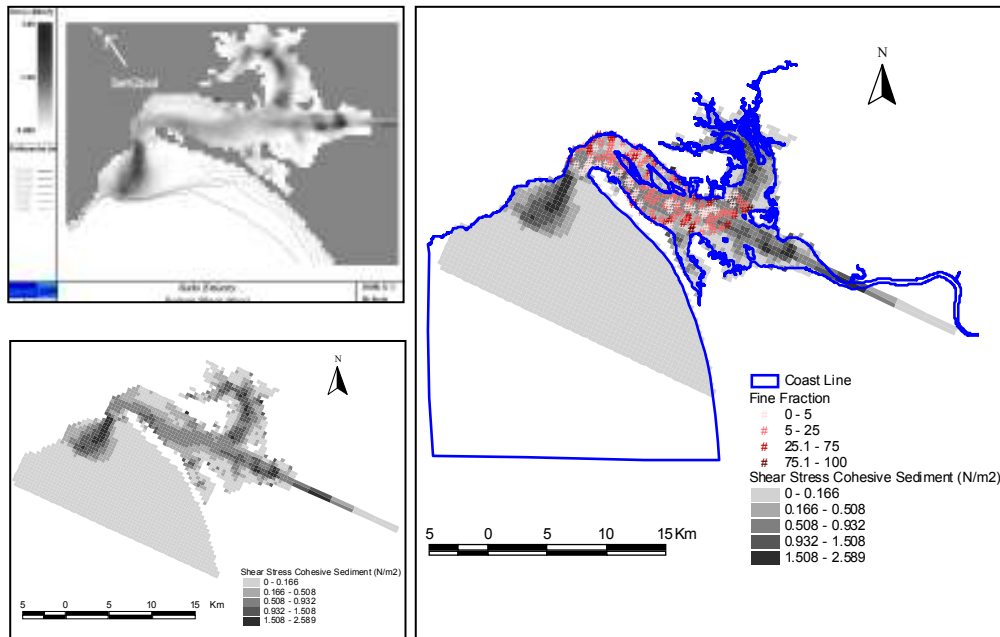 N
Coast Line
Fine Fraction
# 0 - 5
# 5 - 25
# 25.1 - 75
# 75.1 - 100
Shear Stress Cohesive Sediment (N/m2)
0 - 0.166
0.166 - 0.508
0.508 - 0.932
0.932 - 1.508
1.508 - 2.589
5 0 5 10 15 Km
N
Shear Stress Cohesive Sediment (N/m2)
0 - 0.166
0.166 - 0.508
0.508 - 0.932
0.932 - 1.508
1.508 - 2.589
5 0 5 10 15 Km